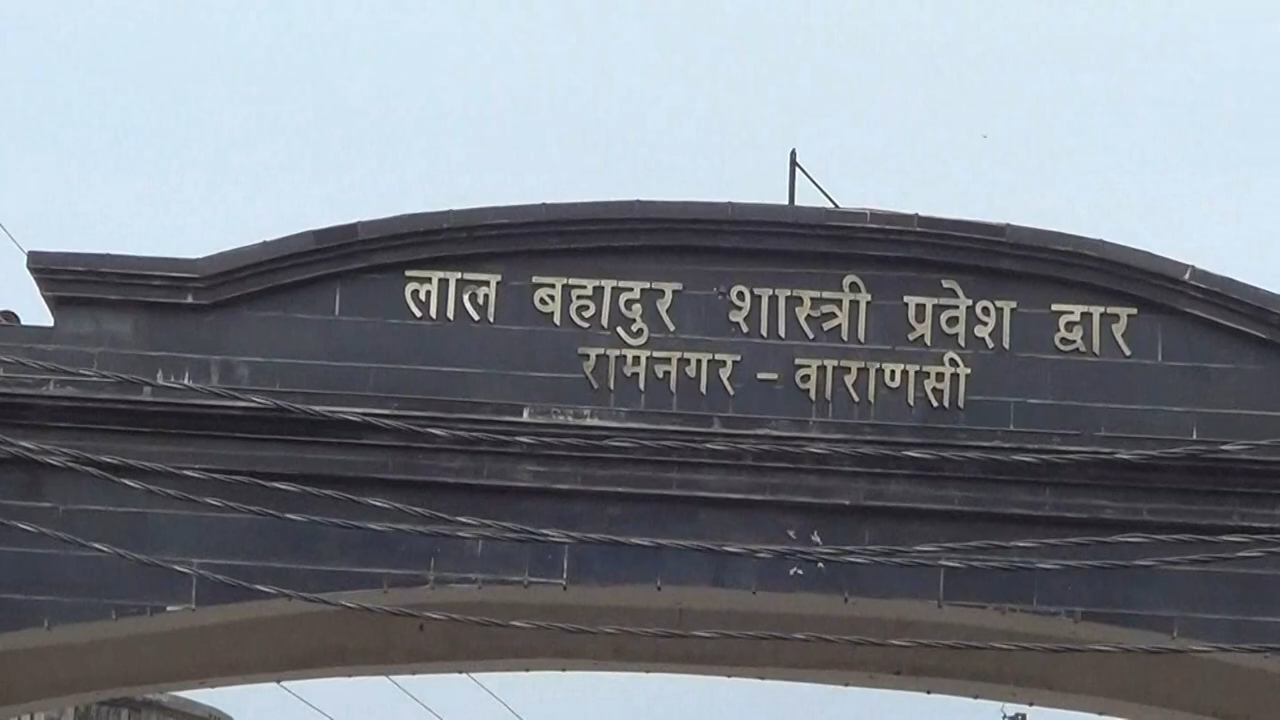 लाल बहादुर शास्त्री प्रवेश द्वार
रामनगर - वाराणसी